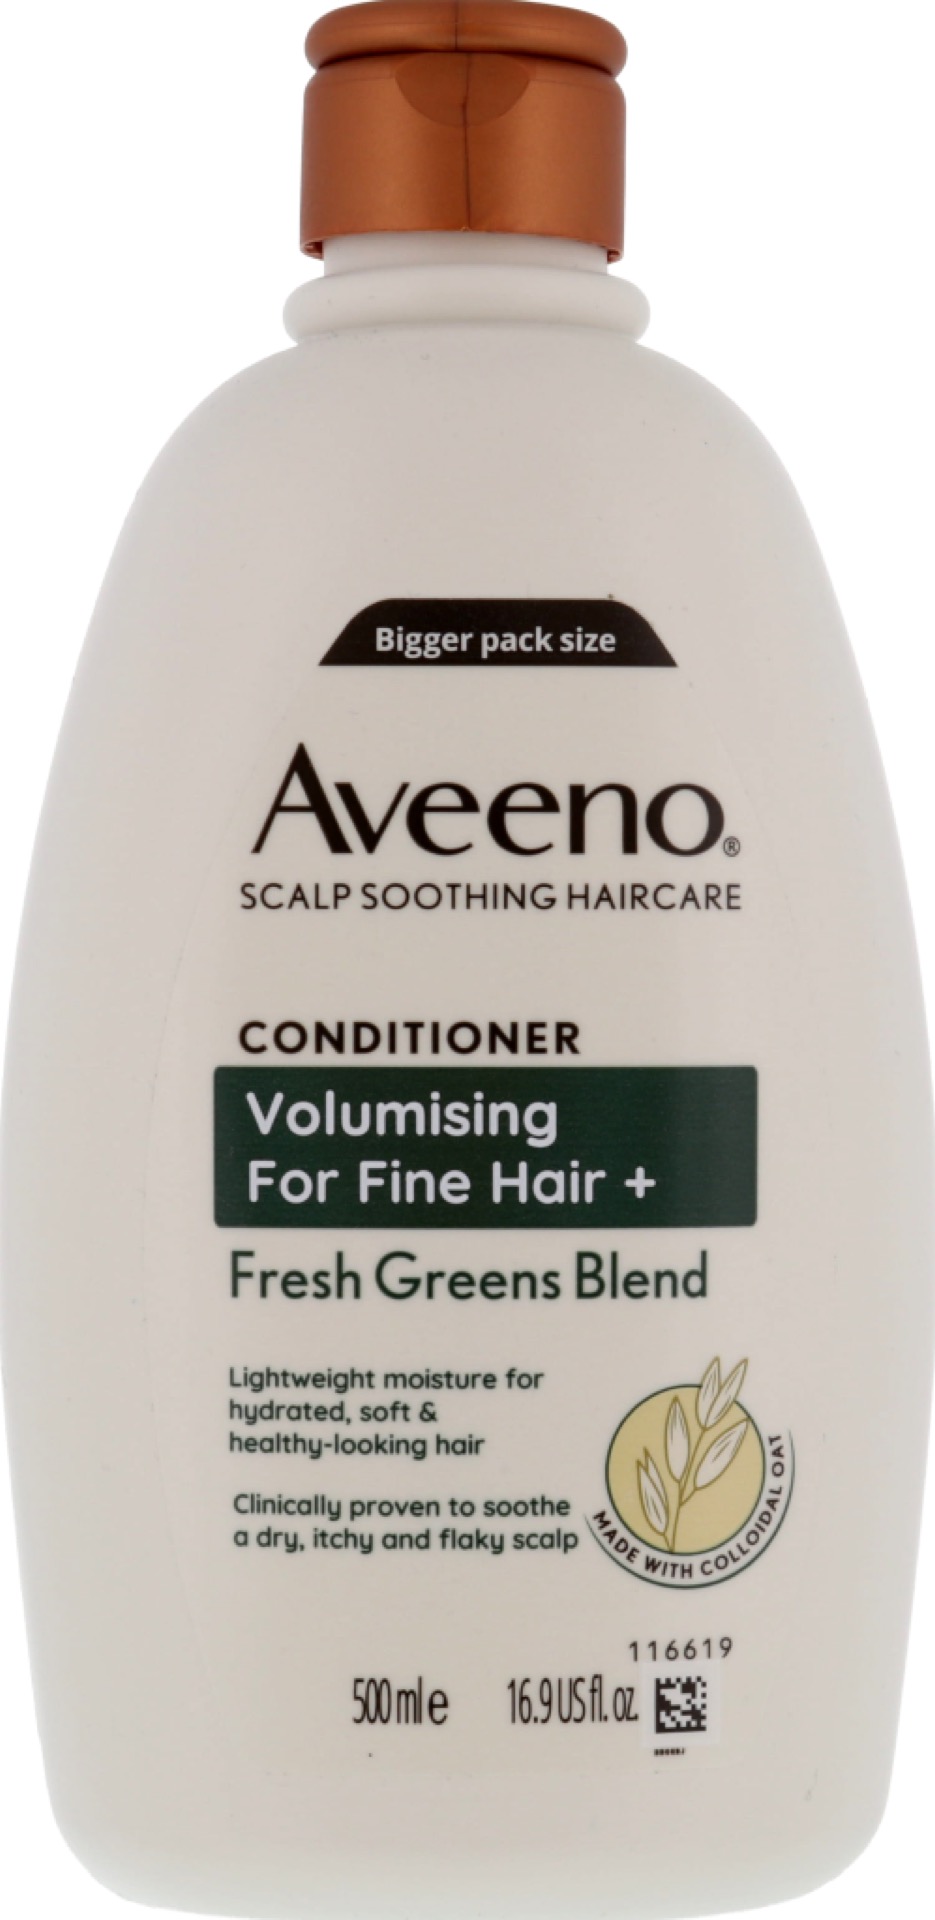 Bigger pack size
Aveeno®
SCALP SOOTHING HAIRCARE
CONDITIONER
Volumising
For Fine Hair +
Fresh Greens Blend
Lightweight moisture for
hydrated, soft &
healthy-looking hair
Clinically proven to soothe
a dry, itchy and flaky scalp
MADE WITH COLLOIDAL OAT
116619
500 ml e 16.9 US fl. oz.